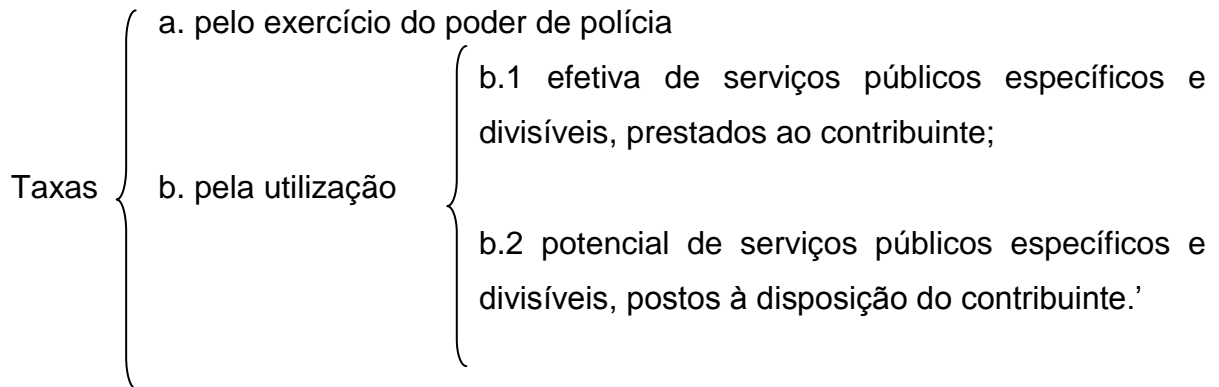 a. pelo exercício do poder de polícia
b.1 efetiva de serviços públicos específicos e
divisíveis, prestados ao contribuinte;
Taxas
b. pela utilização
b.2 potencial de serviços públicos específicos e
divisíveis, postos à disposição do contribuinte.’